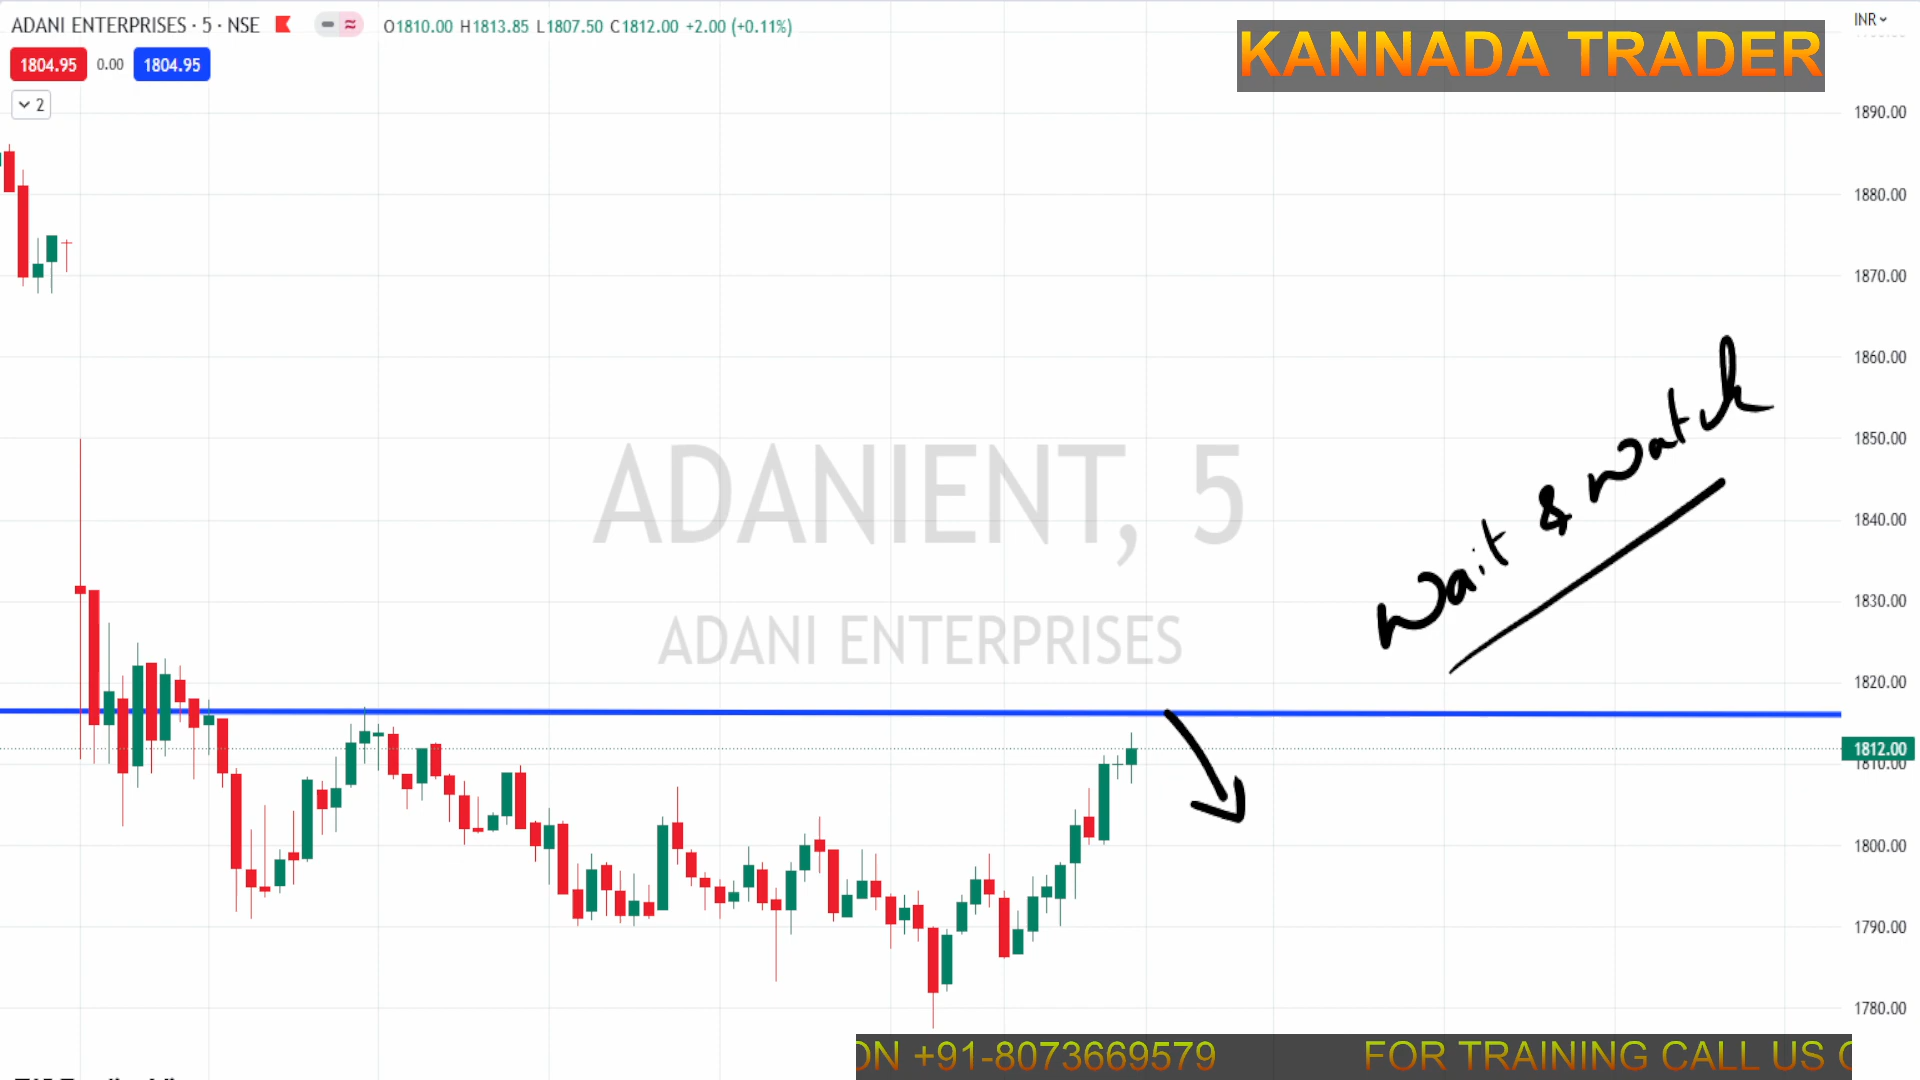 ADANI ENTERPRISES · 5 · NSE O1810.00 H1813.85 L1807.50 C1812.00 +2.00 (+0.11%)
INR
KANNADA TRADER
1804.95 0.00 1804.95
2
1890.00
1880.00
1870.00
1860.00
1850.00
1840.00
1830.00
1820.00
1812.00
1810.00
1800.00
1790.00
1780.00
ADANIENT, 5
ADANI ENTERPRISES
Wait & Watch
ON +91-8073669579 FOR TRAINING CALL US